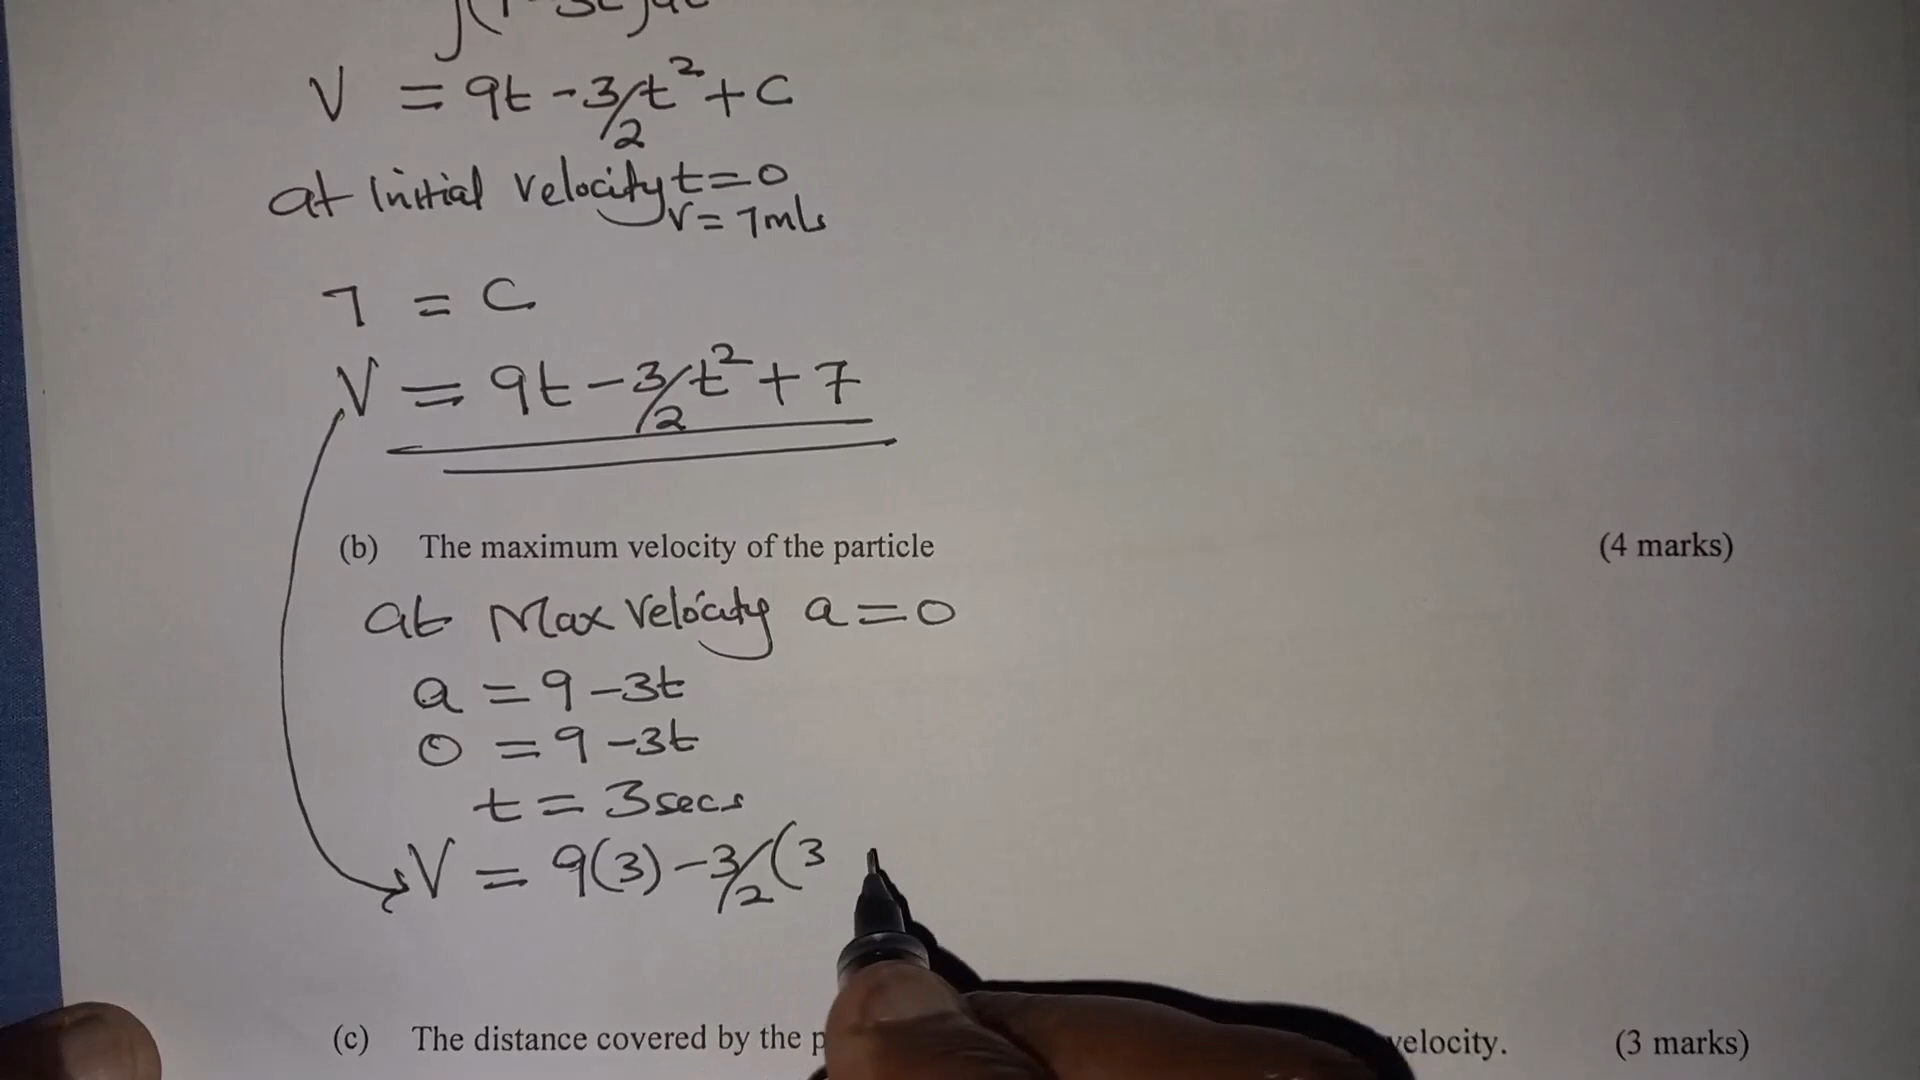 V = 9t - 3/2 t² + C
at Initial Velocity t = 0
V = 7m/s
7 = C
V = 9t - 3/2 t² + 7
(b) The maximum velocity of the particle (4 marks)
at Max Velocity a = 0
a = 9 - 3t
0 = 9 - 3t
t = 3secs
V = 9(3) - 3/2 (3
(c) The distance covered by the velocity. (3 marks)